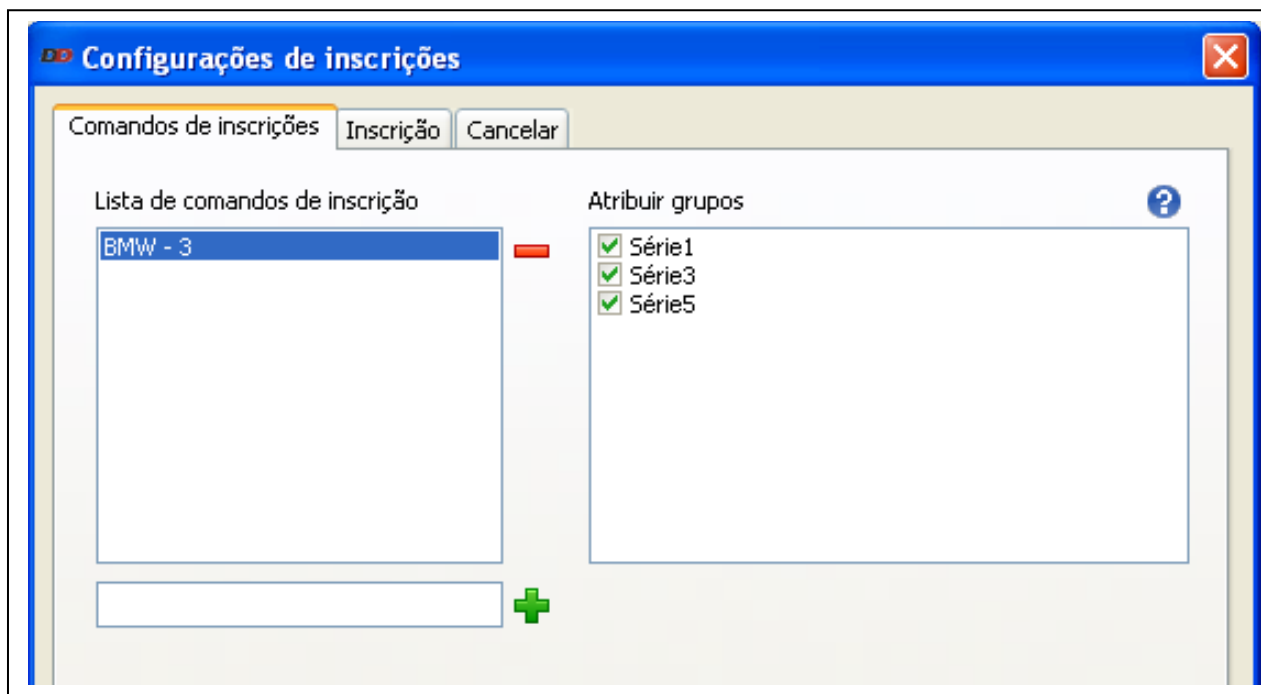 DD Configurações de inscrições
Comandos de inscrições Inscrição Cancelar
Lista de comandos de inscrição Atribuir grupos ?
BMW - 3
Série1
Série3
Série5